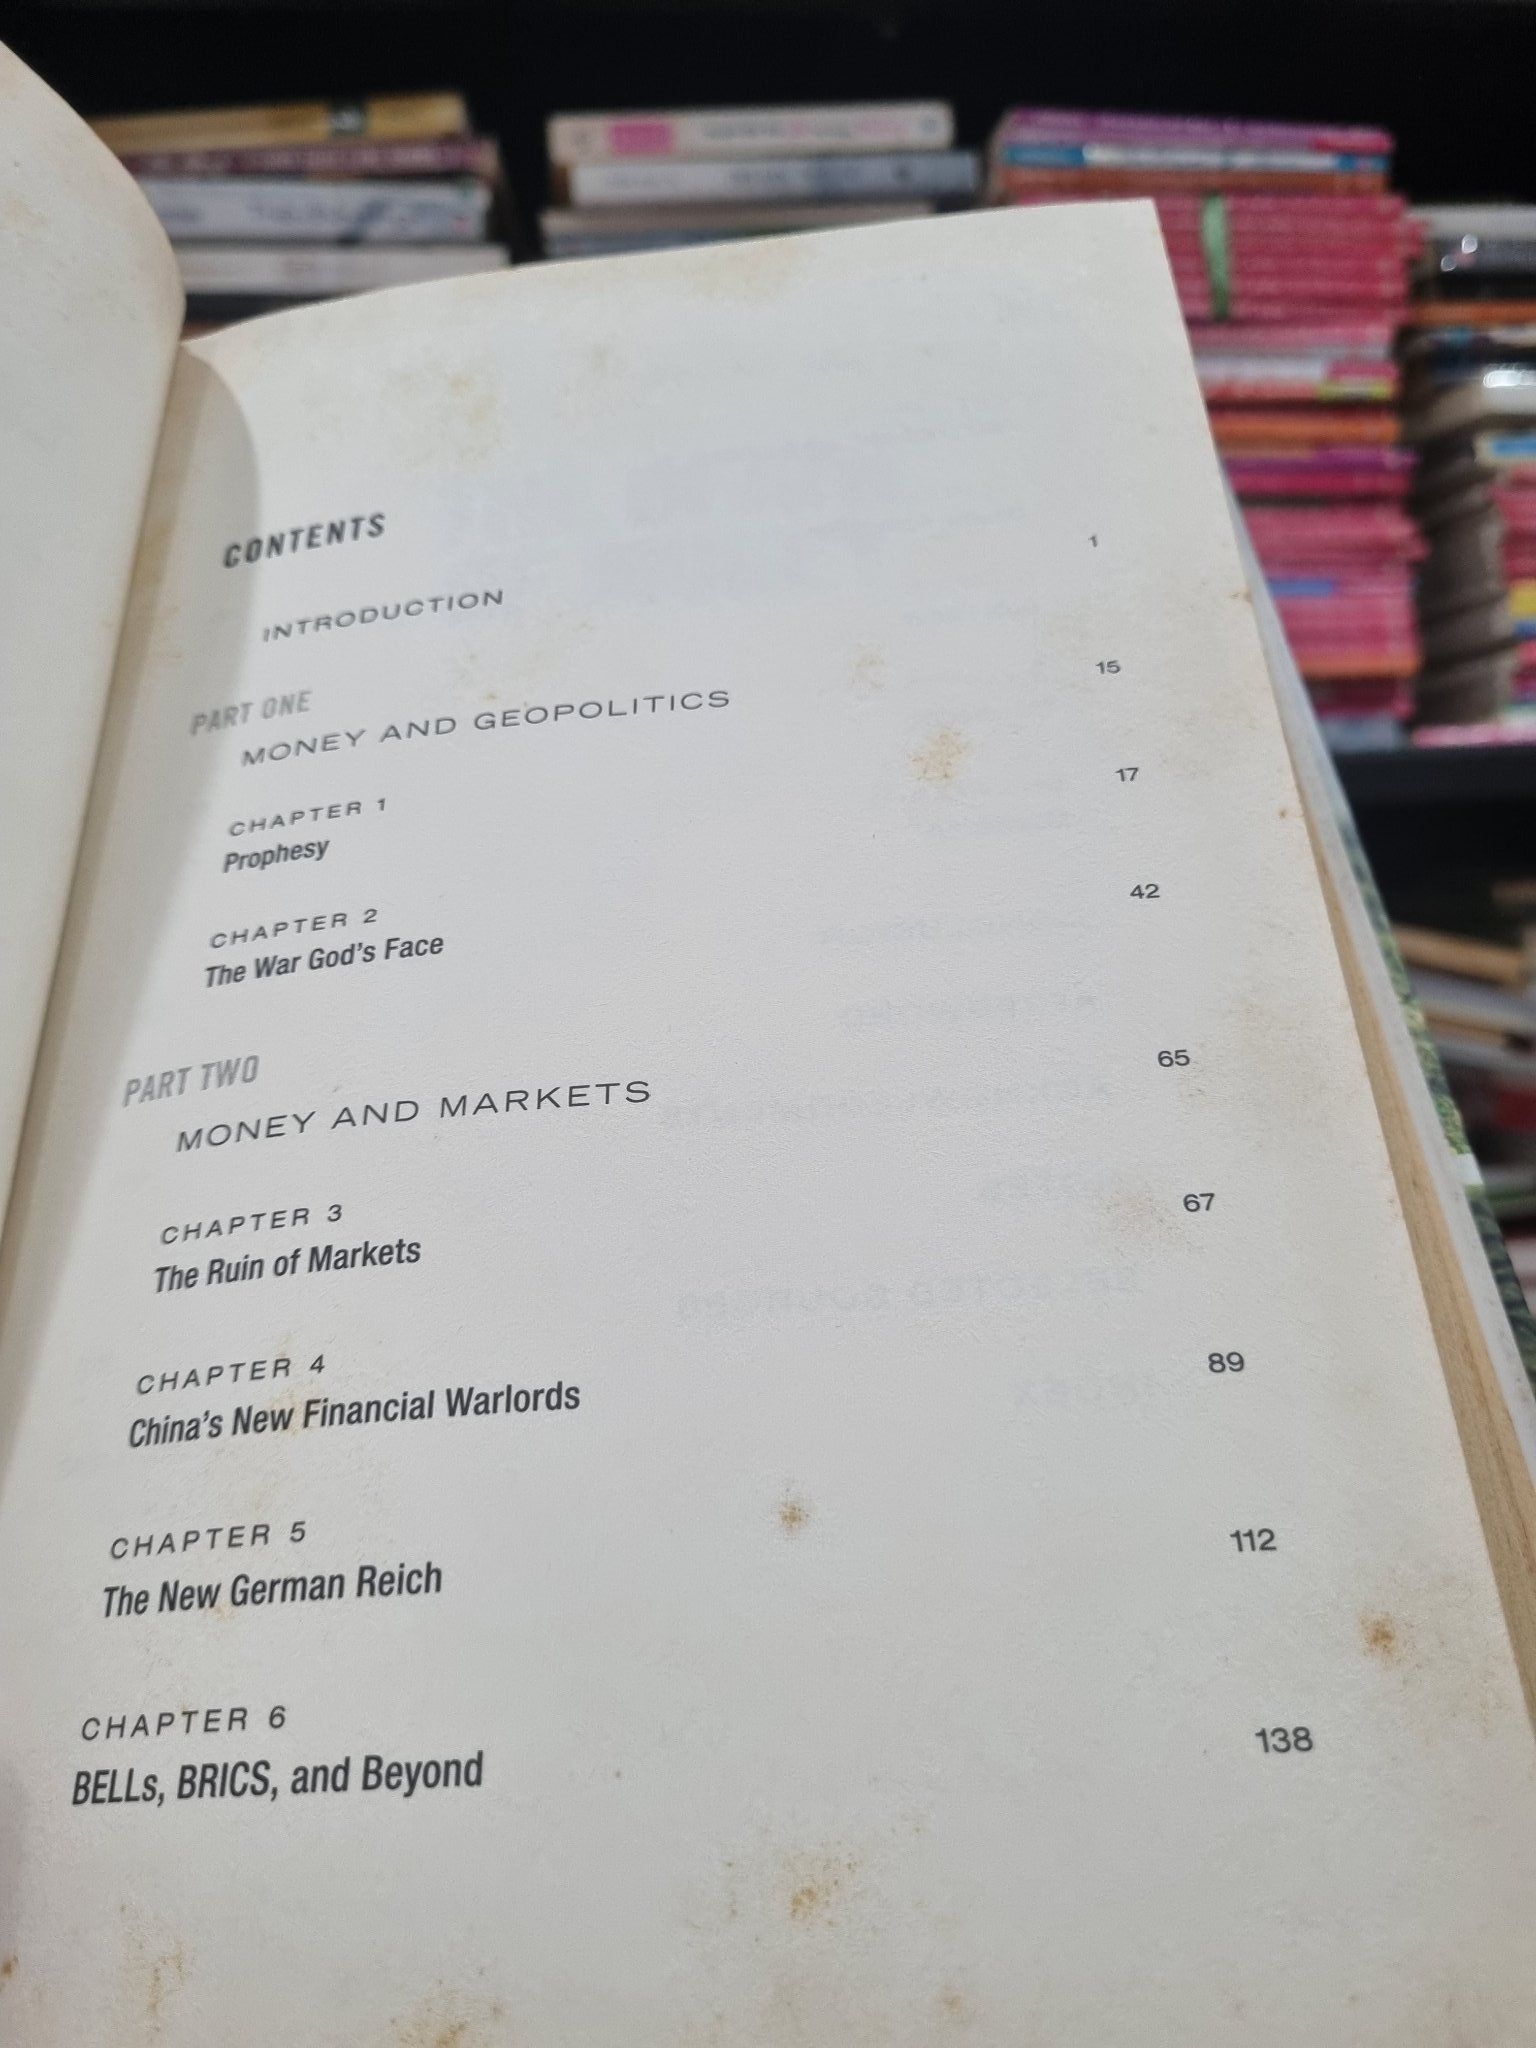 CONTENTS
INTRODUCTION 1
PART ONE
MONEY AND GEOPOLITICS 15
CHAPTER 1
Prophesy 17
CHAPTER 2
The War God's Face 42
PART TWO
MONEY AND MARKETS 65
CHAPTER 3
The Ruin of Markets 67
CHAPTER 4
China's New Financial Warlords 89
CHAPTER 5
The New German Reich 112
CHAPTER 6
BELLs, BRICS, and Beyond 138